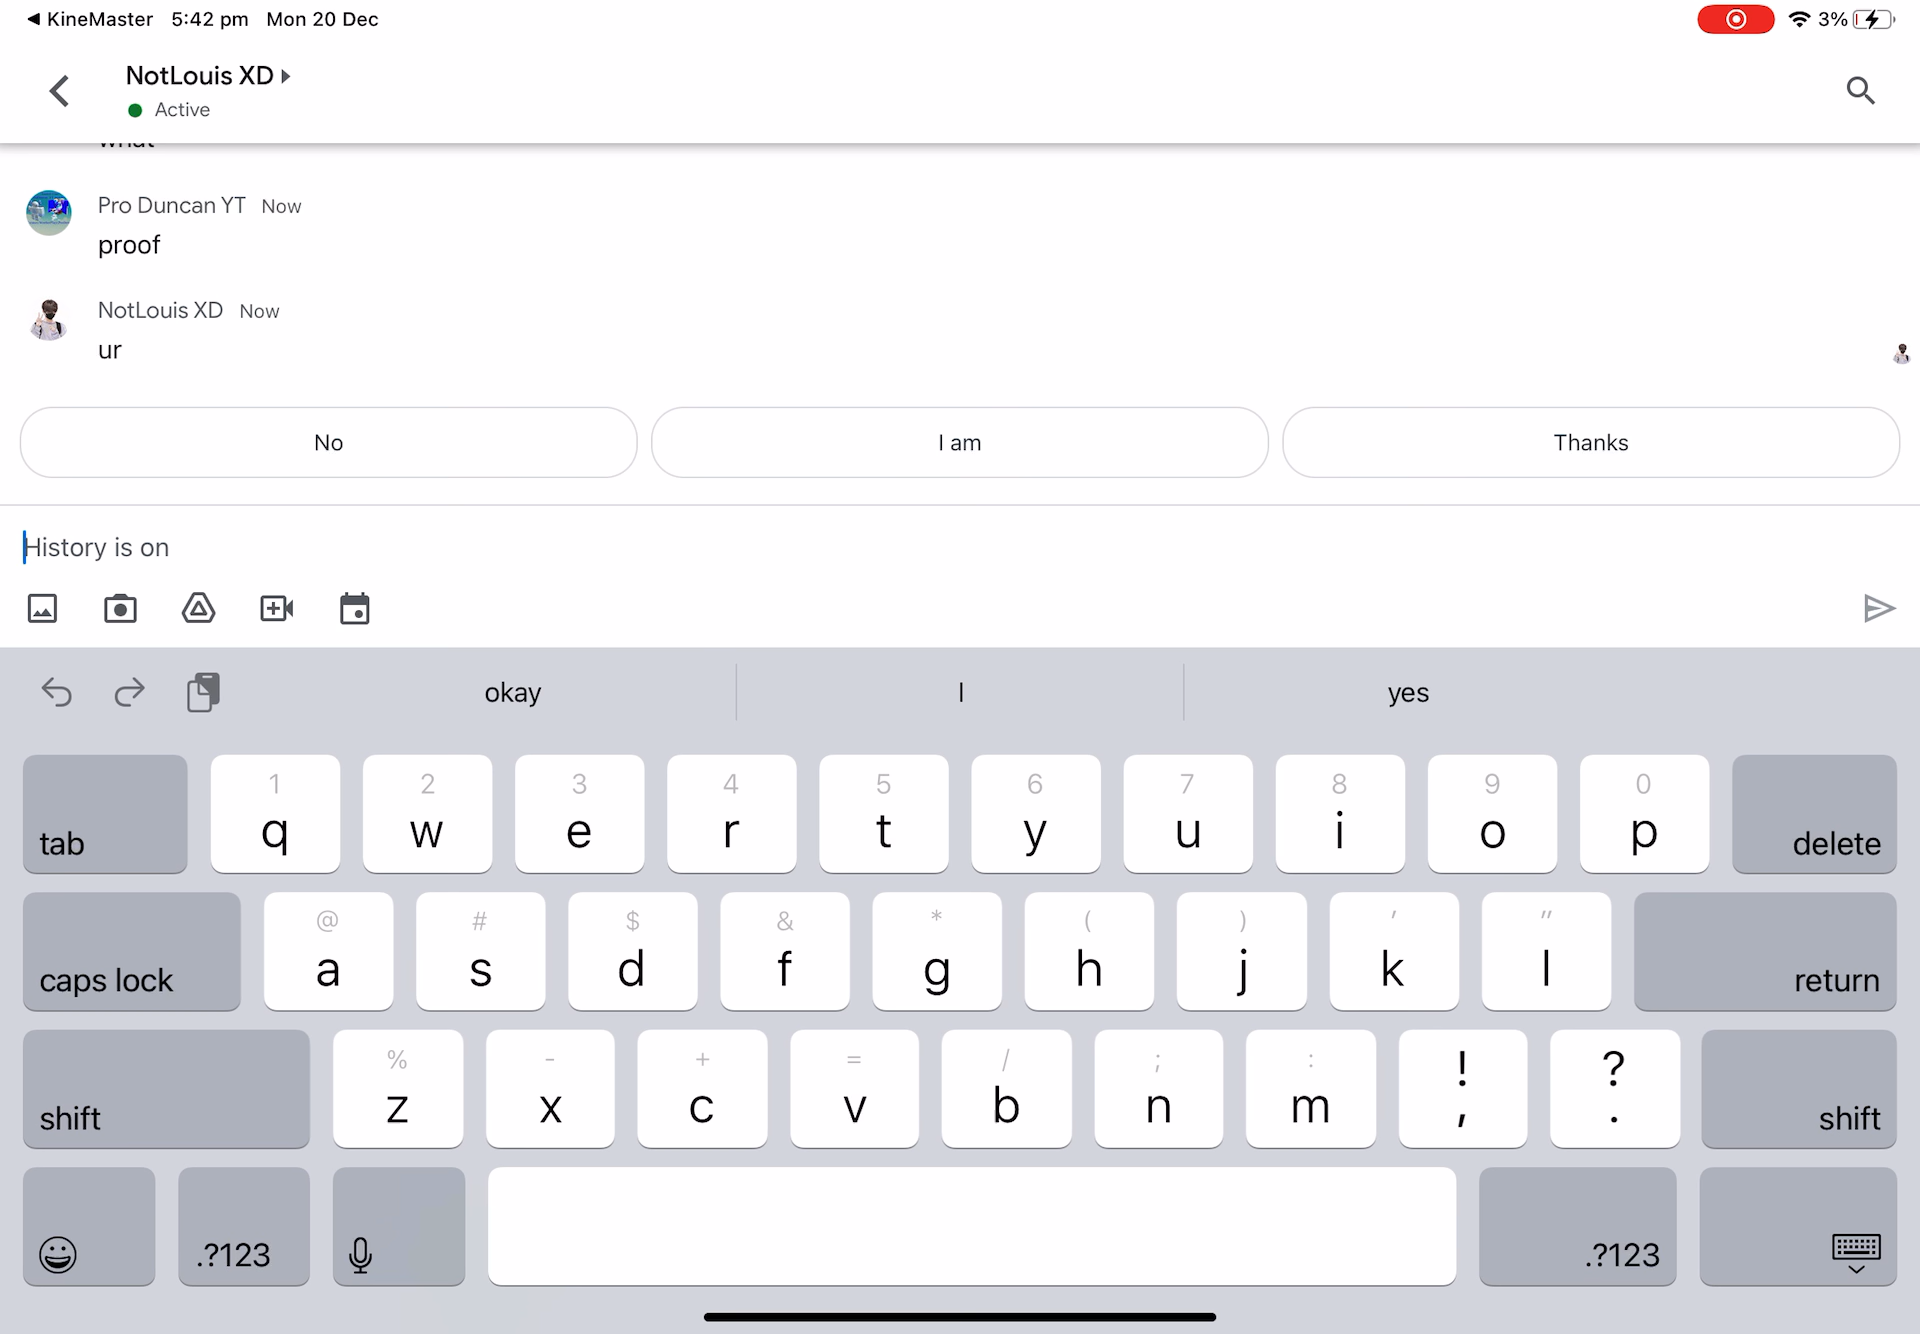 ◀ KineMaster 5:42 pm Mon 20 Dec 3%
NotLouis XD
Active
what
Pro Duncan YT Now
proof
NotLouis XD Now
ur
No I am Thanks
History is on
okay I yes
1 2 3 4 5 6 7 8 9 0
tab q w e r t y u i o p delete
@ # $ & * ( ) ' "
caps lock a s d f g h j k l return
% - + = / ; : ! ?
shift z x c v b n m , . shift
.?123 .?123